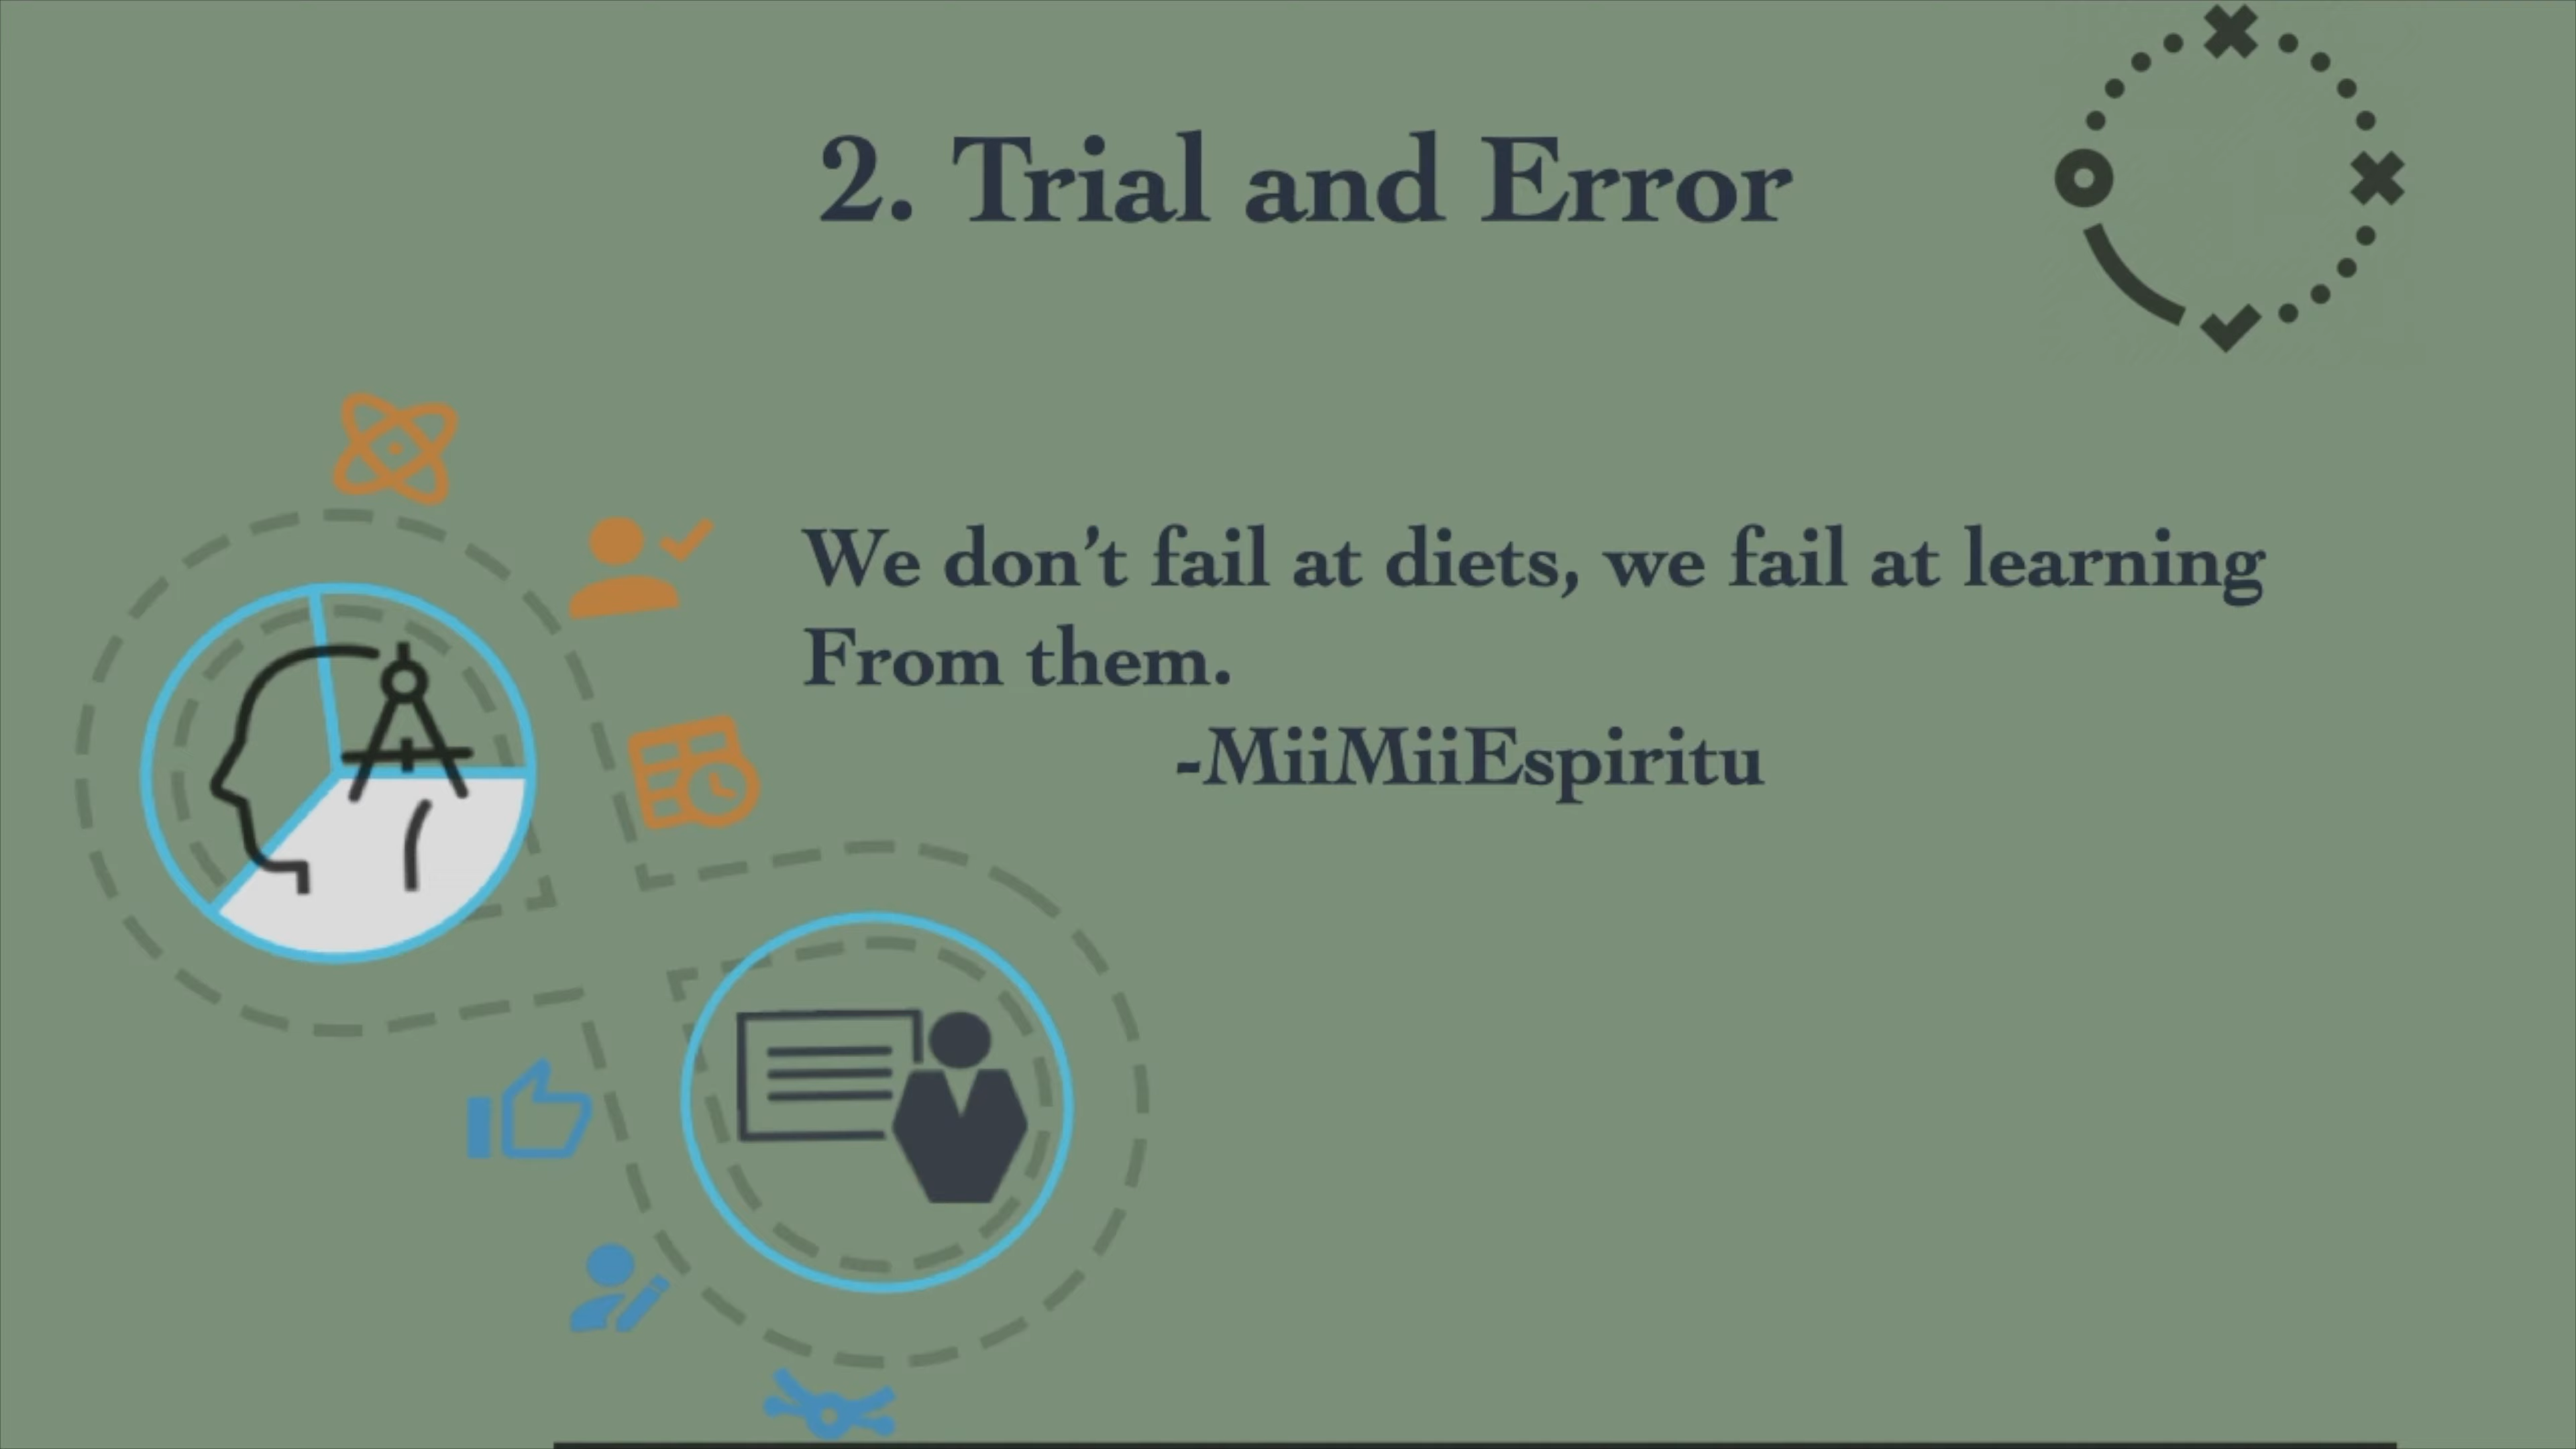 2. Trial and Error
We don’t fail at diets, we fail at learning
From them.
-MiiMiiEspiritu